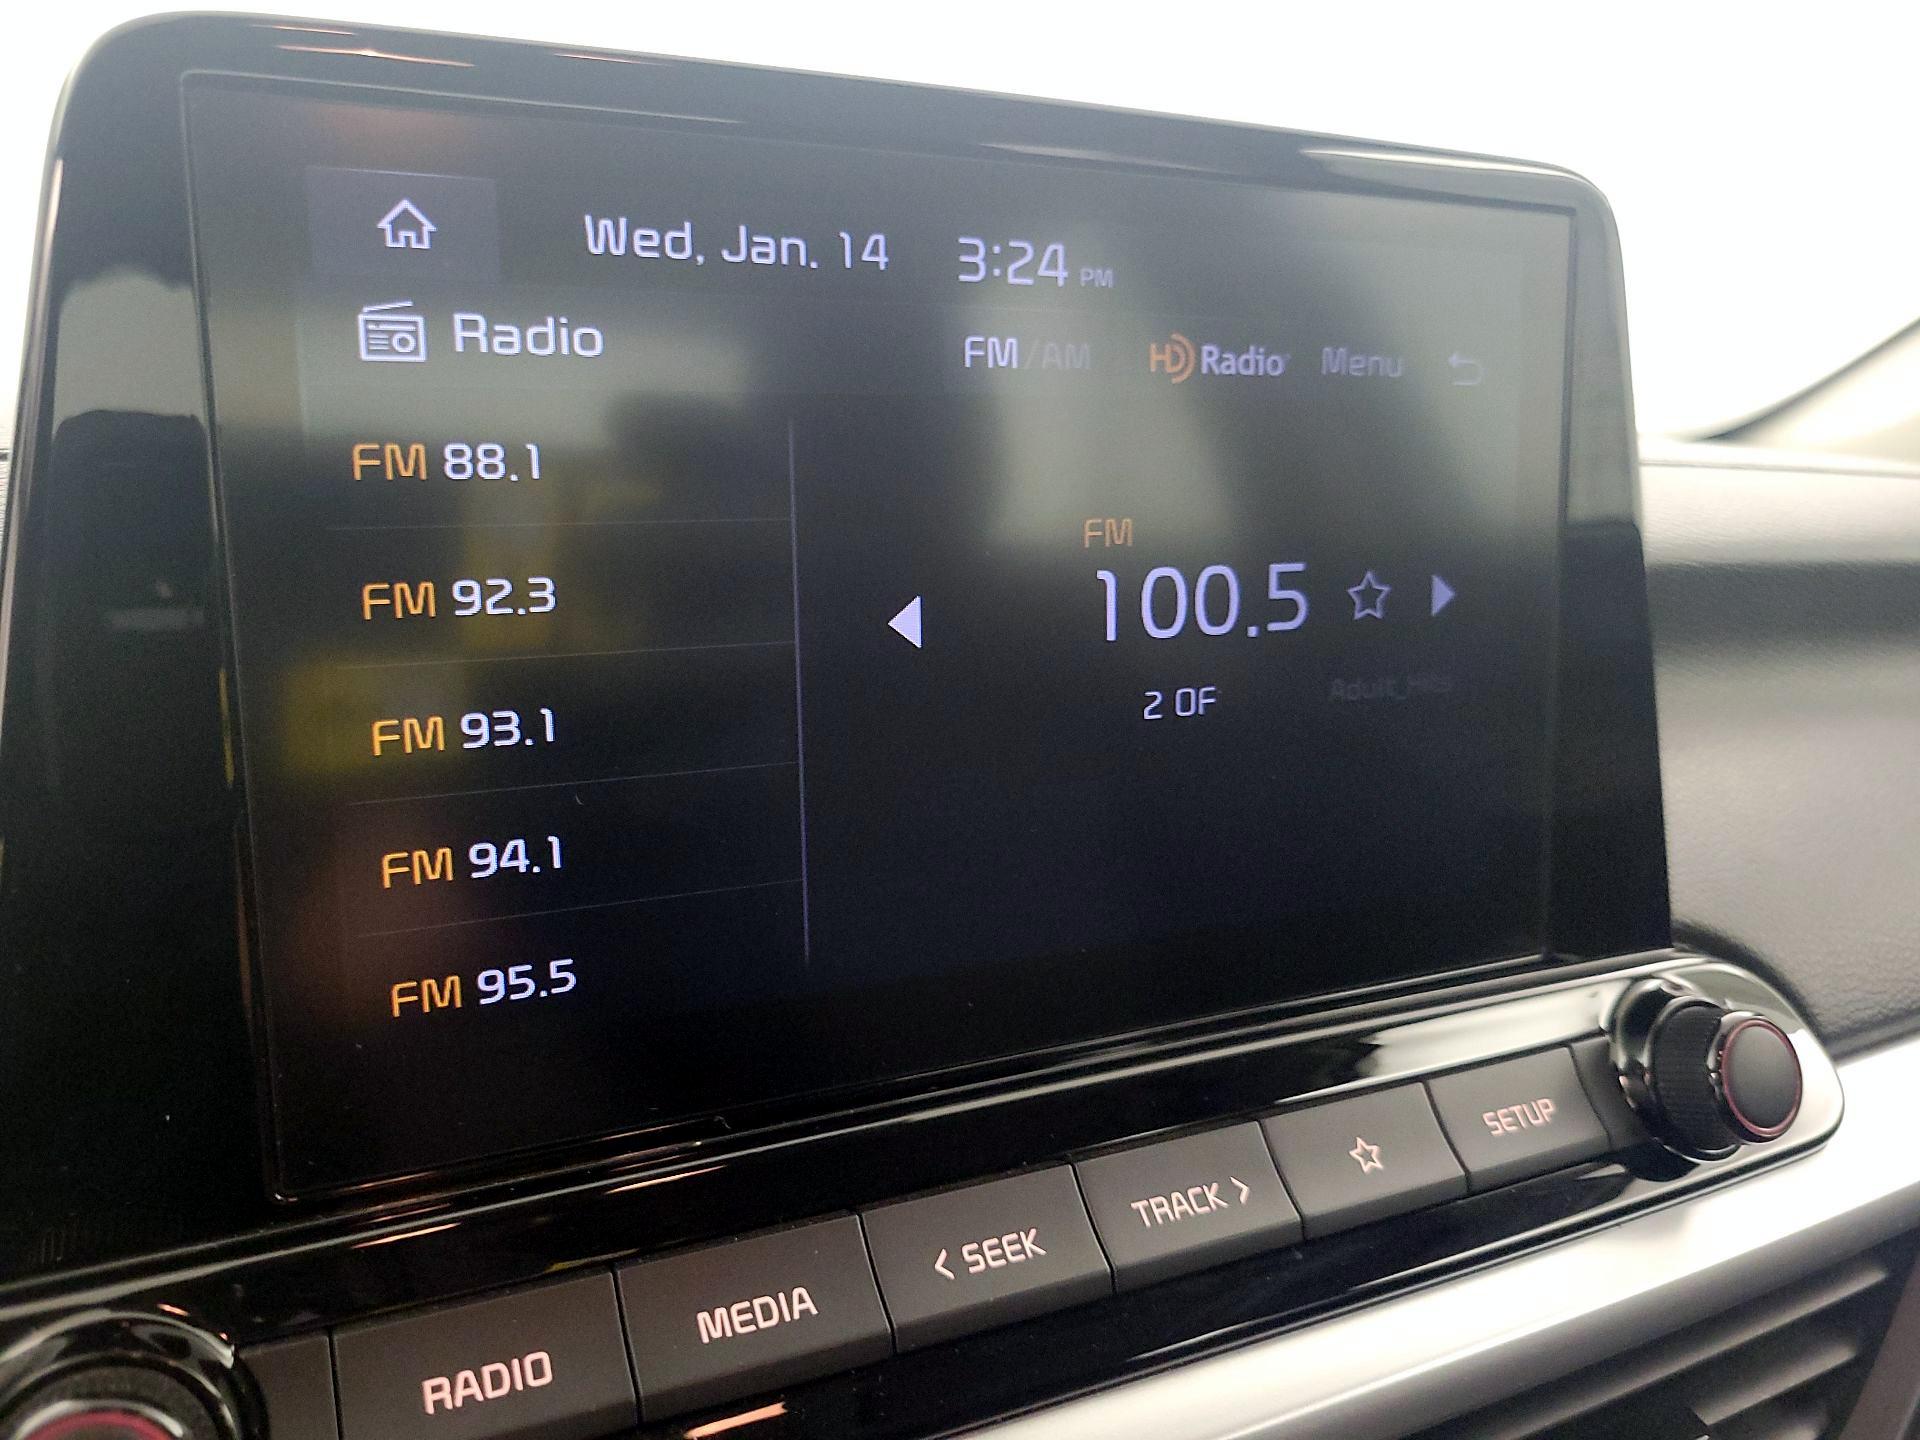 Wed, Jan. 14 3:24 PM
Radio FM/AM HD Radio Menu
FM 88.1
FM 92.3
FM 93.1
FM 94.1
FM 95.5
FM
100.5
2 OF
Adult_Hits
RADIO MEDIA < SEEK TRACK > SETUP